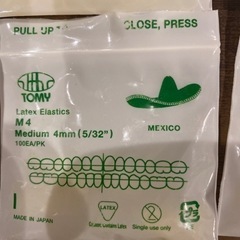 PULL UP
CLOSE, PRESS
TOMY
Latex Elastics
M4
Medium 4mm (5/32")
100EA/PK
MEXICO
LATEX
Single use only
MADE IN JAPAN